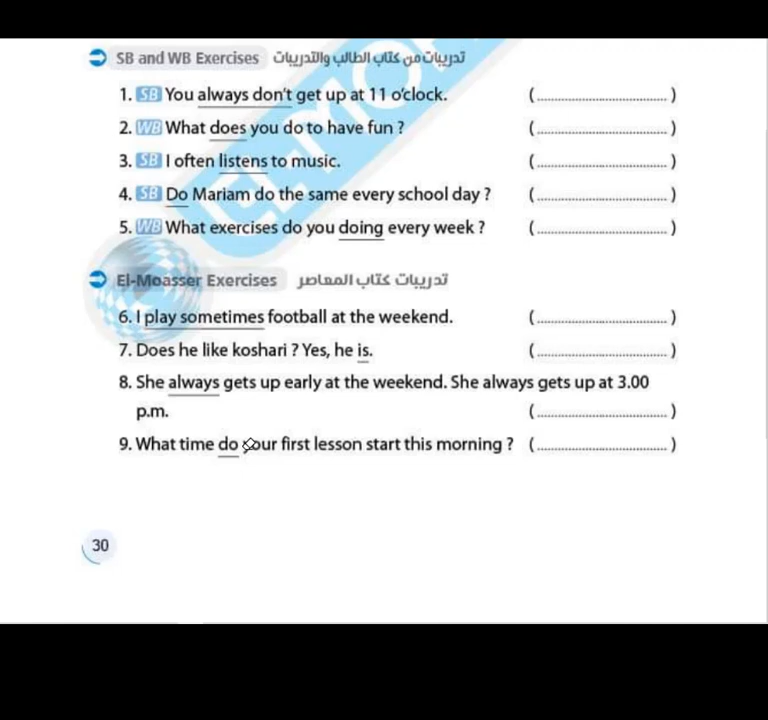 SB and WB Exercises تدريبات من كتاب الطالب والتدريبات
1. SB You always don't get up at 11 o'clock. (................................)
2. WB What does you do to have fun ? (................................)
3. SB I often listens to music. (................................)
4. SB Do Mariam do the same every school day ? (................................)
5. WB What exercises do you doing every week ? (................................)
El-Moasser Exercises تدريبات كتاب المعاصر
6. I play sometimes football at the weekend. (................................)
7. Does he like koshari ? Yes, he is. (................................)
8. She always gets up early at the weekend. She always gets up at 3.00
p.m. (................................)
9. What time do your first lesson start this morning ? (................................)
30